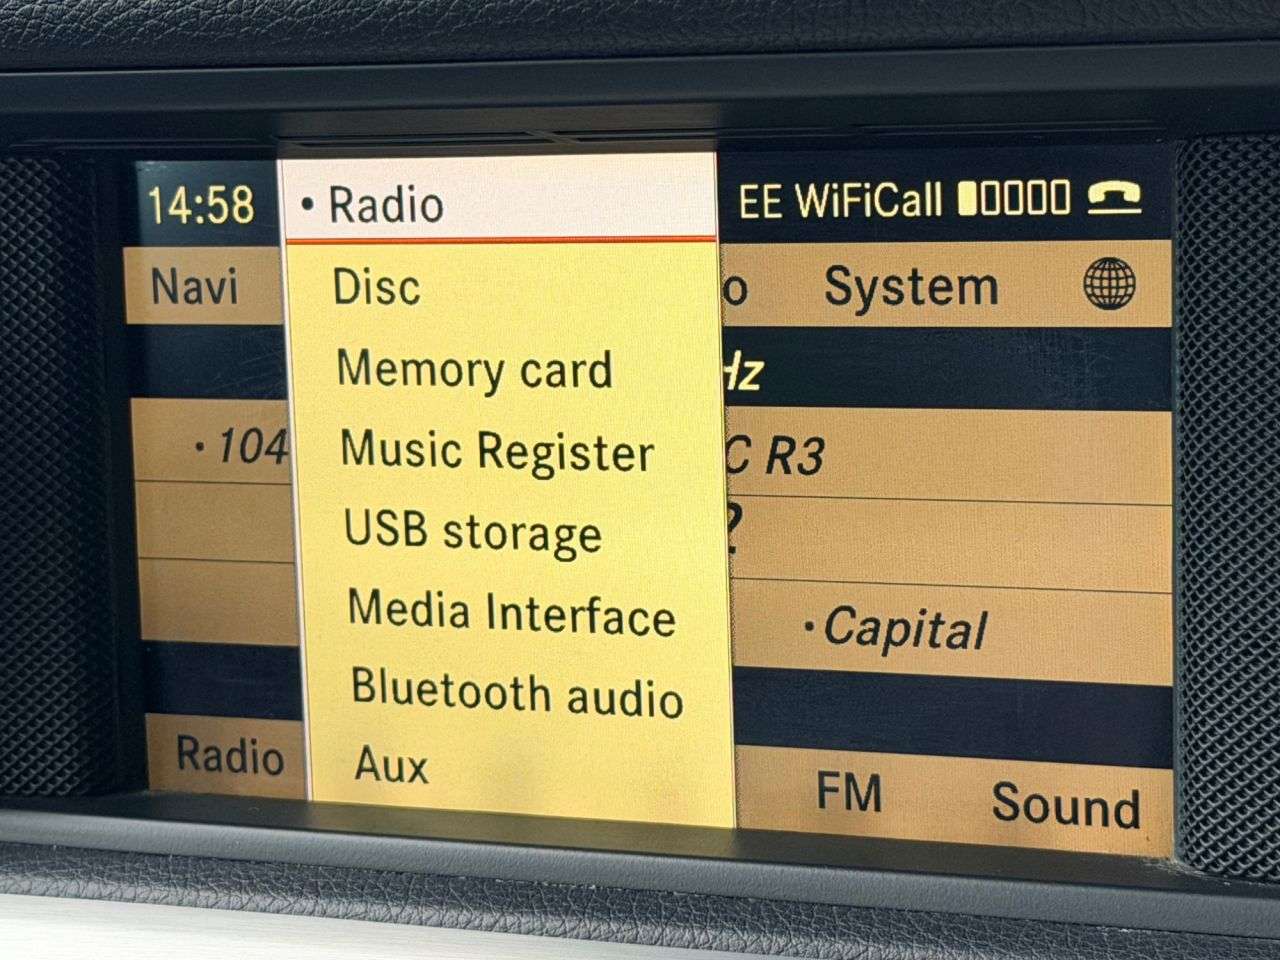 14:58
EE WiFiCall
• Radio
Disc
Memory card
Music Register
USB storage
Media Interface
Bluetooth audio
Aux
Navi
System
Hz
• 104
C R3
2
• Capital
Radio
FM
Sound